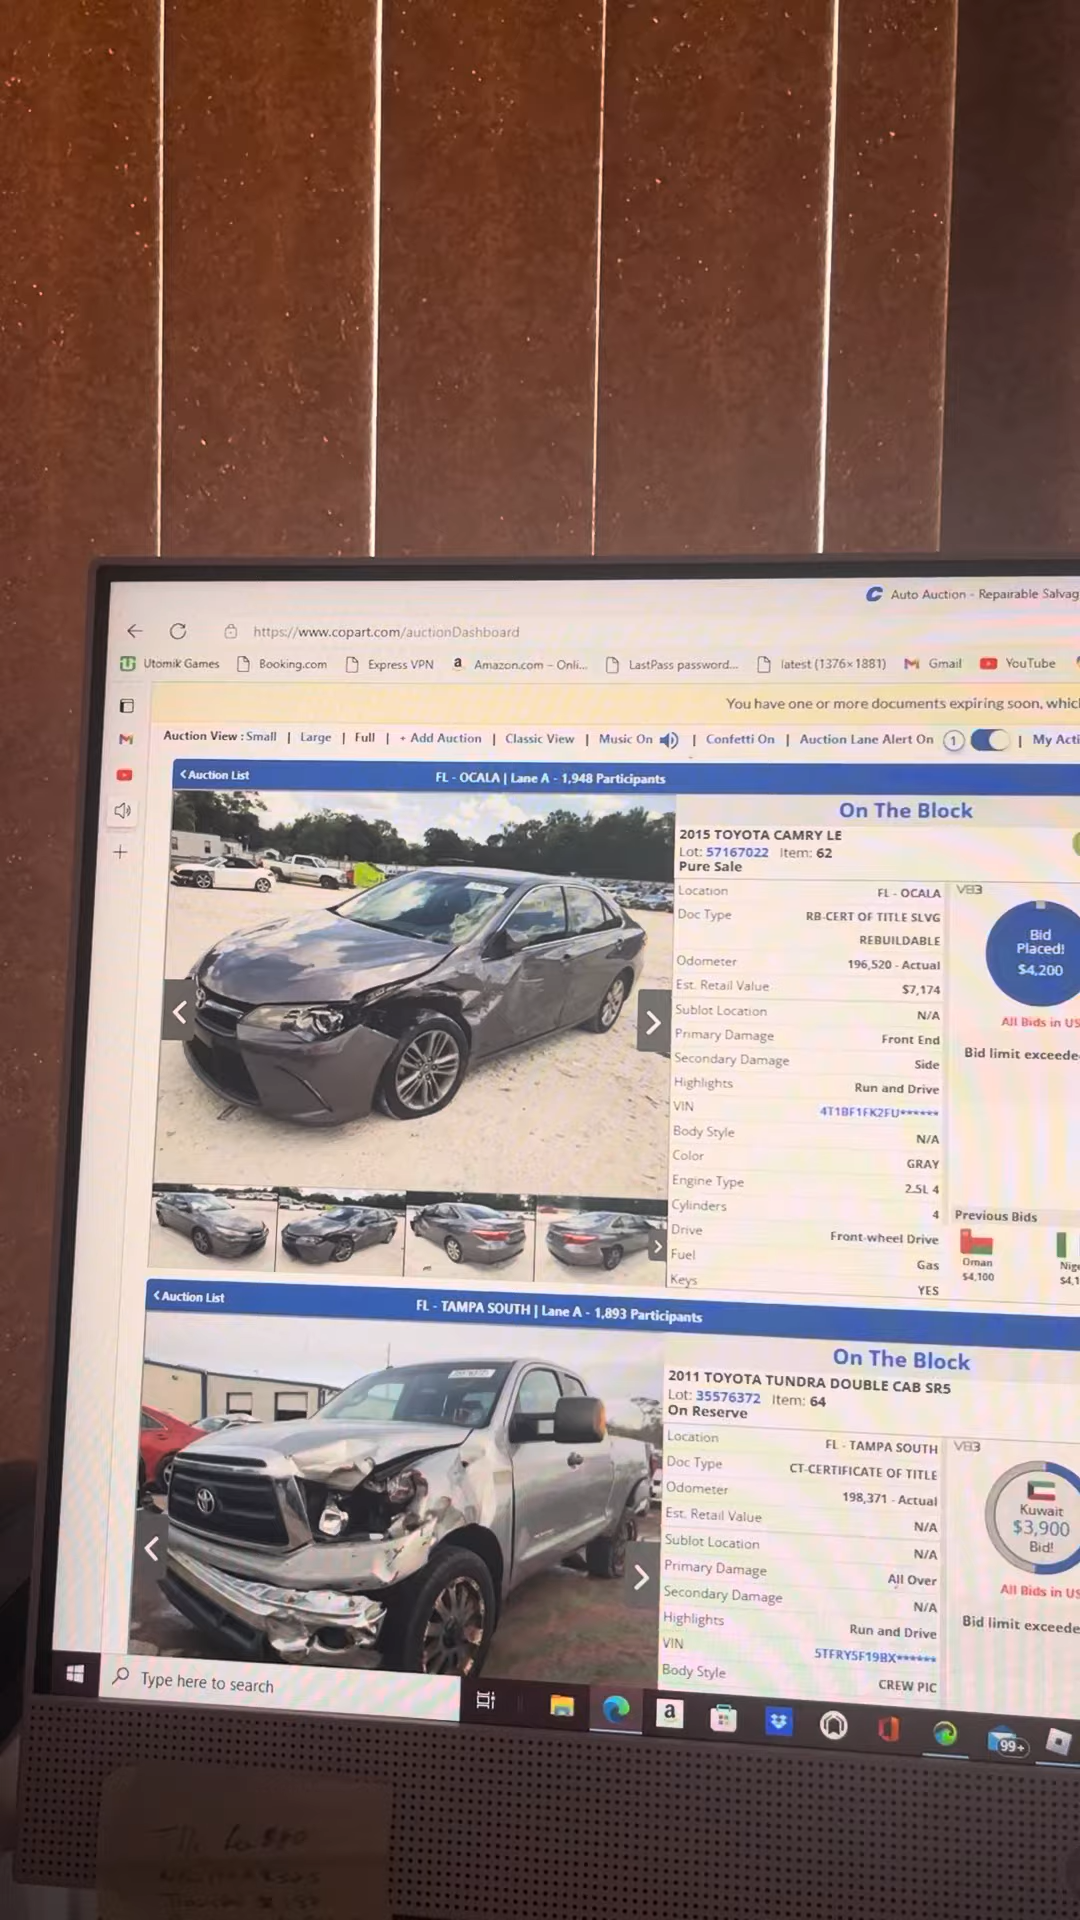 Auto Auction - Repairable Salvag
https://www.copart.com/auctionDashboard
Utomik Games Booking.com Express VPN Amazon.com – Onli... LastPass password... latest (1376×1881) Gmail YouTube
You have one or more documents expiring soon, whic
Auction View : Small | Large | Full | + Add Auction | Classic View | Music On | Confetti On | Auction Lane Alert On 1 | My Acti
< Auction List FL - OCALA | Lane A - 1,948 Participants
On The Block
2015 TOYOTA CAMRY LE
Lot: 57167022 Item: 62
Pure Sale
Location FL - OCALA
Doc Type RB-CERT OF TITLE SLVG
REBUILDABLE
Odometer 196,520 - Actual
Est. Retail Value $7,174
Sublot Location N/A
Primary Damage Front End
Secondary Damage Side
Highlights Run and Drive
VIN 4T1BF1FK2FU******
Body Style N/A
Color GRAY
Engine Type 2.5L 4
Cylinders 4
Drive Front-wheel Drive
Fuel Gas
Keys YES
VB3
Bid
Placed!
$4,200
All Bids in US
Bid limit exceede
Previous Bids
Oman Nig
$4,100 $4,1
< Auction List FL - TAMPA SOUTH | Lane A - 1,893 Participants
On The Block
2011 TOYOTA TUNDRA DOUBLE CAB SR5
Lot: 35576372 Item: 64
On Reserve
Location FL - TAMPA SOUTH
Doc Type CT-CERTIFICATE OF TITLE
Odometer 198,371 - Actual
Est. Retail Value N/A
Sublot Location N/A
Primary Damage All Over
Secondary Damage N/A
Highlights Run and Drive
VIN 5TFRY5F19BX******
Body Style CREW PIC
VB3
Kuwait
$3,900
Bid!
All Bids in US
Bid limit exceede
Type here to search
99+